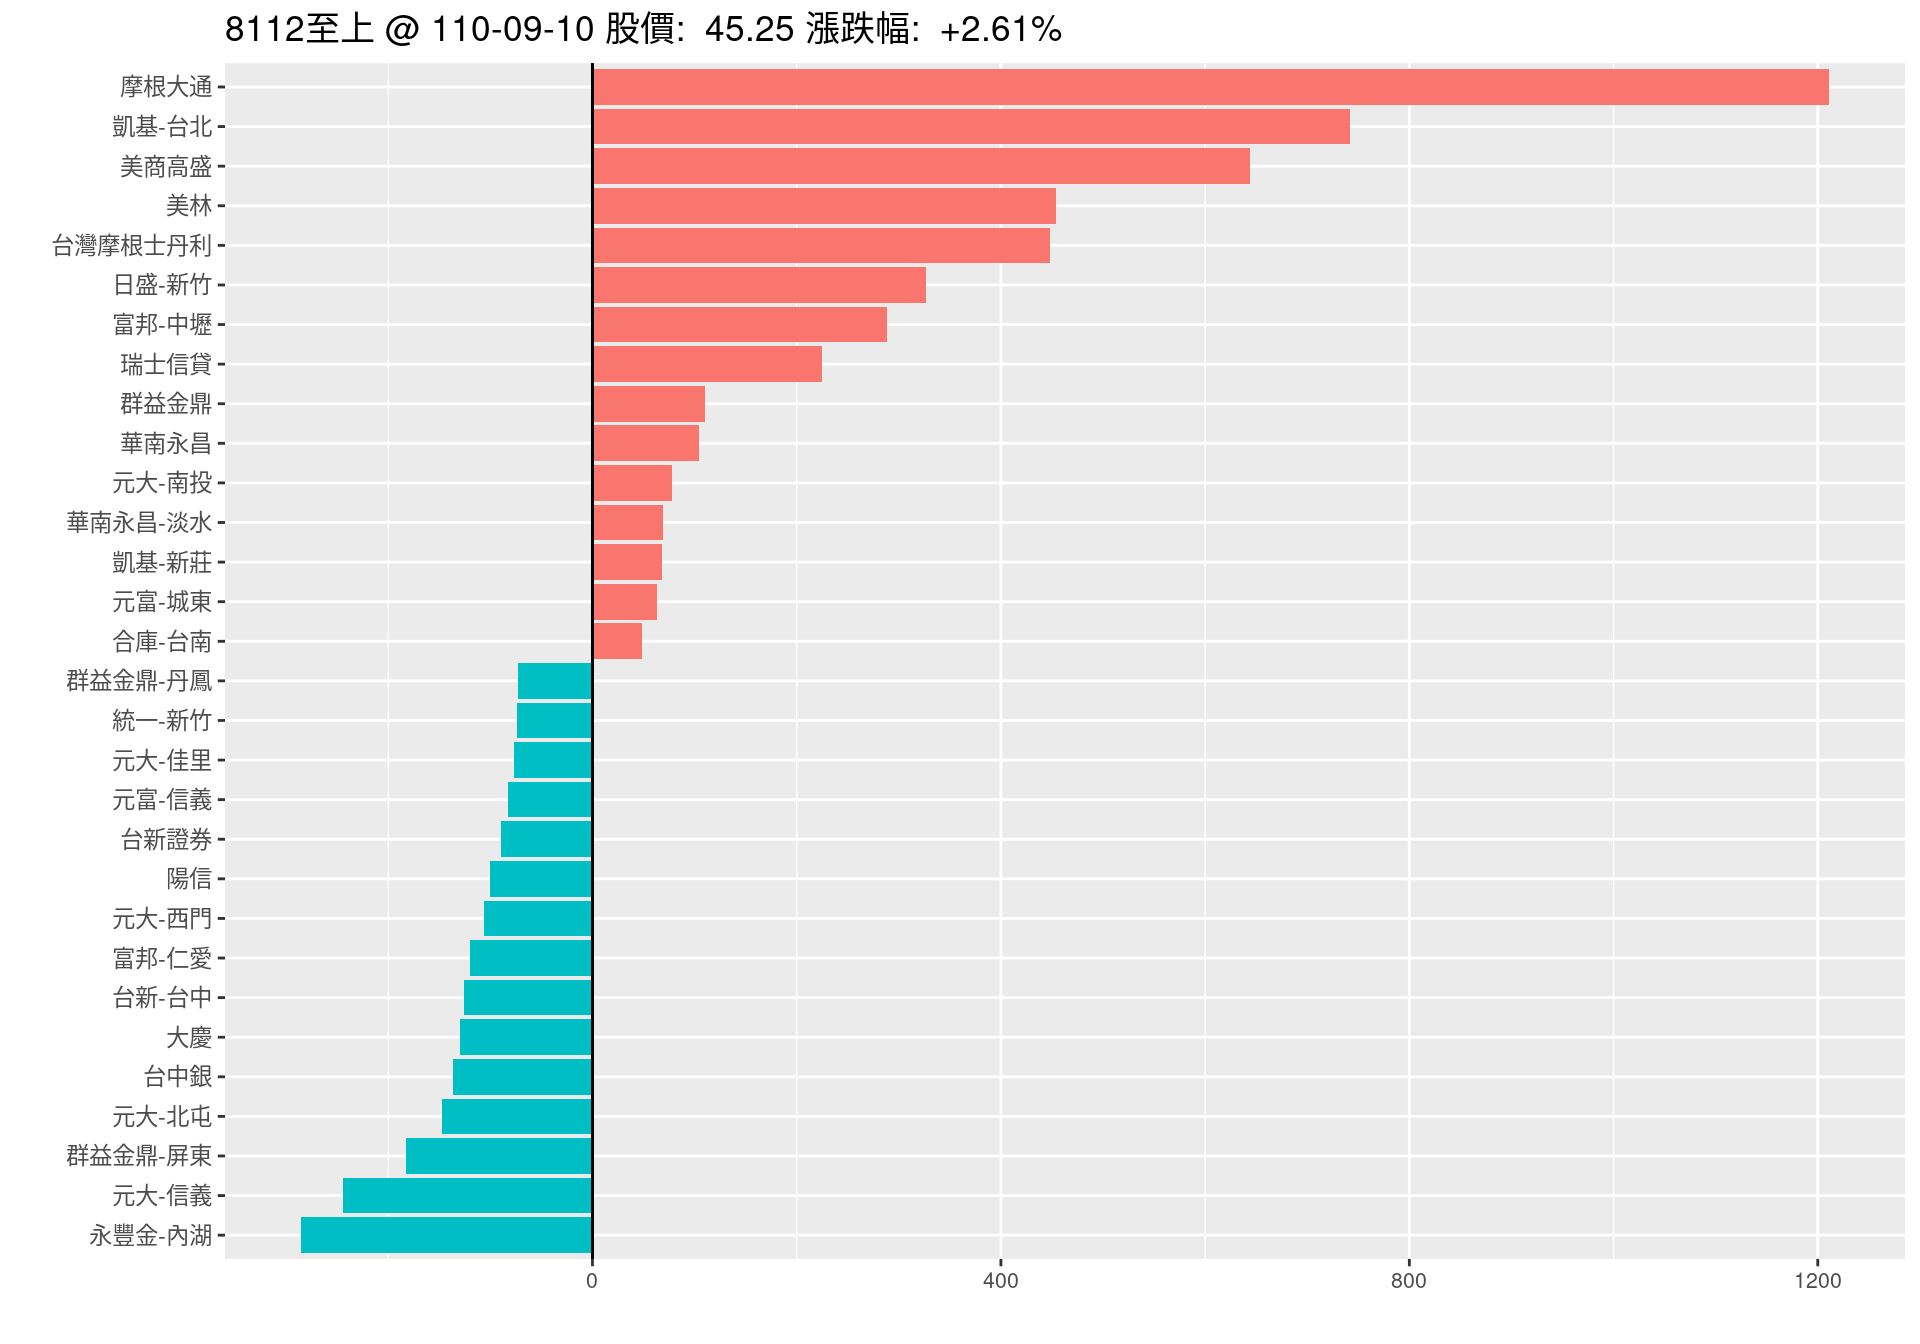 8112至上 @ 110-09-10 股價: 45.25 漲跌幅: +2.61%
摩根大通
凱基-台北
美商高盛
美林
台灣摩根士丹利
日盛-新竹
富邦-中壢
瑞士信貸
群益金鼎
華南永昌
元大-南投
華南永昌-淡水
凱基-新莊
元富-城東
合庫-台南
群益金鼎-丹鳳
統一-新竹
元大-佳里
元富-信義
台新證券
陽信
元大-西門
富邦-仁愛
台新-台中
大慶
台中銀
元大-北屯
群益金鼎-屏東
元大-信義
永豐金-內湖
0 400 800 1200